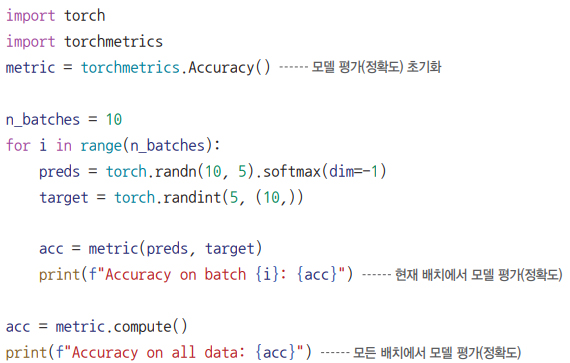 import torch
import torchmetrics
metric = torchmetrics.Accuracy() ------ 모델 평가(정확도) 초기화
n_batches = 10
for i in range(n_batches):
    preds = torch.randn(10, 5).softmax(dim=-1)
    target = torch.randint(5, (10,))
    acc = metric(preds, target)
    print(f"Accuracy on batch {i}: {acc}") ------ 현재 배치에서 모델 평가(정확도)
acc = metric.compute()
print(f"Accuracy on all data: {acc}") ------ 모든 배치에서 모델 평가(정확도)